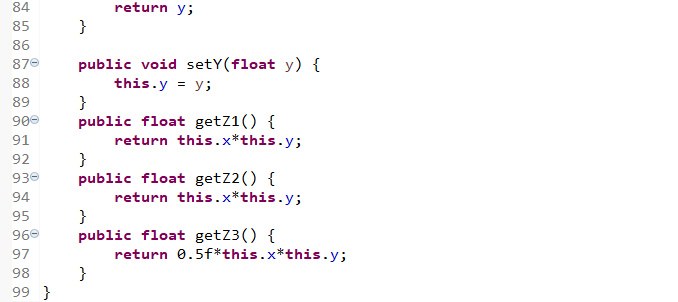 84         return y;
85     }
86
87     public void setY(float y) {
88         this.y = y;
89     }
90     public float getZ1() {
91         return this.x*this.y;
92     }
93     public float getZ2() {
94         return this.x*this.y;
95     }
96     public float getZ3() {
97         return 0.5f*this.x*this.y;
98     }
99 }